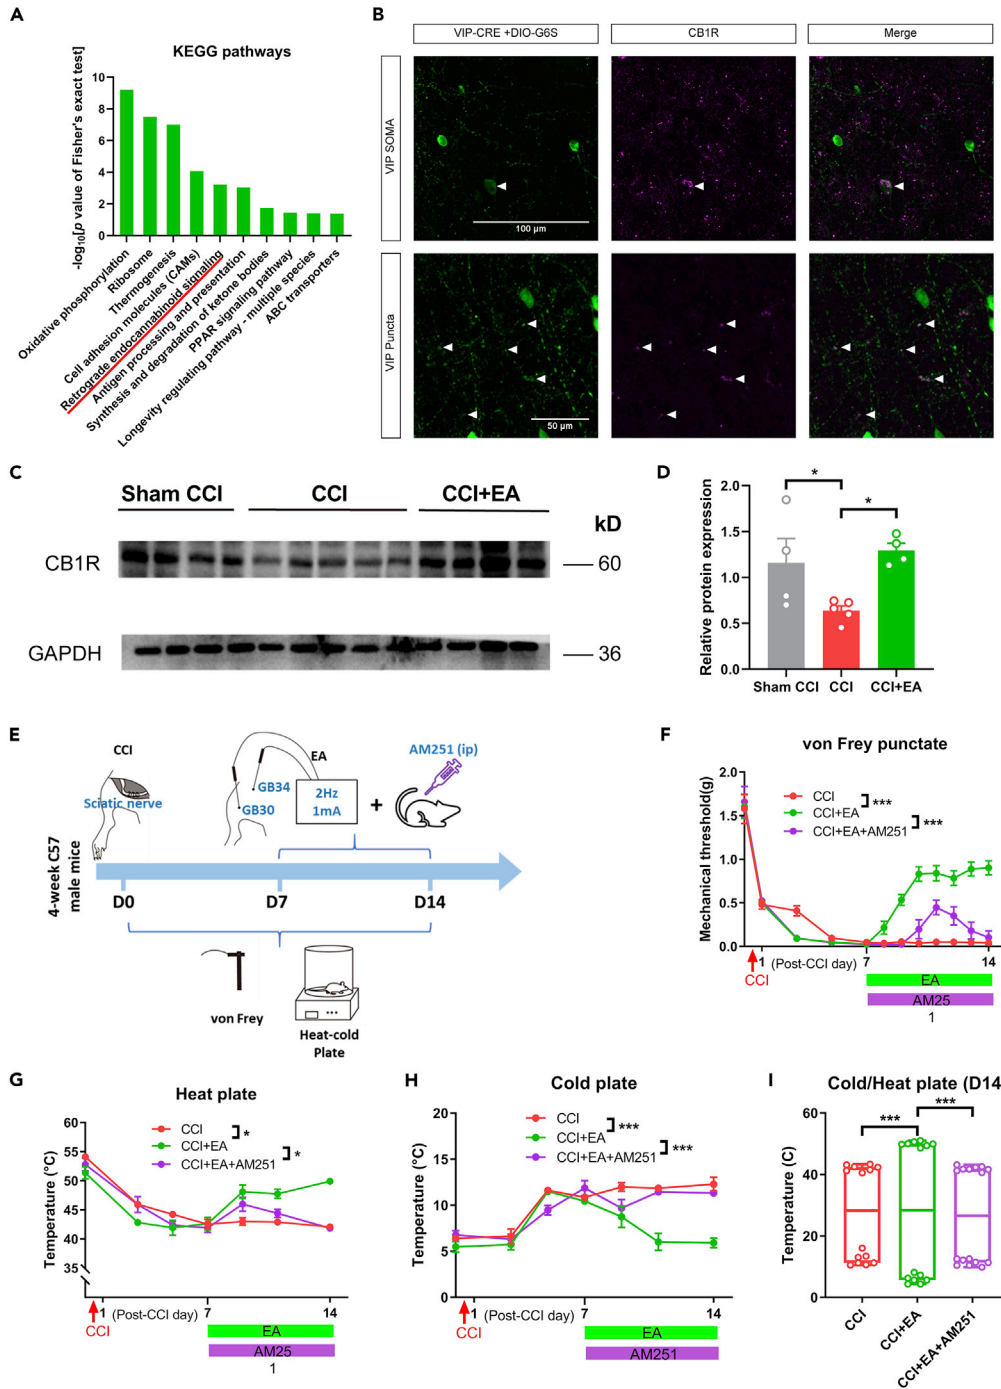 A
KEGG pathways
-log10[p value of Fisher's exact test]
10
8
6
4
2
0
Oxidative phosphorylation
Ribosome
Thermogenesis
Cell adhesion molecules (CAMs)
Retrograde endocannabinoid signaling
Antigen processing and presentation
Synthesis and degradation of ketone bodies
PPAR signaling pathway
Longevity regulating pathway - multiple species
ABC transporters
B
VIP-CRE +DIO-G6S
CB1R
Merge
VIP SOMA
100 μm
VIP Puncta
50 μm
C
Sham CCI
CCI
CCI+EA
kD
CB1R
60
GAPDH
36
D
Relative protein expression
2.0
1.5
1.0
0.5
0.0
*
*
Sham CCI
CCI
CCI+EA
E
CCI
Sciatic nerve
EA
GB34
GB30
2Hz
1mA
+
AM251 (ip)
4-week C57
male mice
D0
D7
D14
von Frey
Heat-cold
Plate
F
von Frey punctate
Mechanical threshold(g)
2.0
1.5
1.0
0.5
0.0
CCI
CCI+EA
CCI+EA+AM251
***
***
1
(Post-CCI day)
7
14
CCI
EA
AM25
1
G
Heat plate
Temperature (°C)
60
55
50
45
40
35
CCI
CCI+EA
CCI+EA+AM251
*
*
1
(Post-CCI day)
7
14
CCI
EA
AM25
1
H
Cold plate
Temperature (°C)
20
15
10
5
0
CCI
CCI+EA
CCI+EA+AM251
***
***
1
(Post-CCI day)
7
14
CCI
EA
AM251
I
Cold/Heat plate (D14
Temperature (C)
60
40
20
0
***
***
CCI
CCI+EA
CCI+EA+AM251